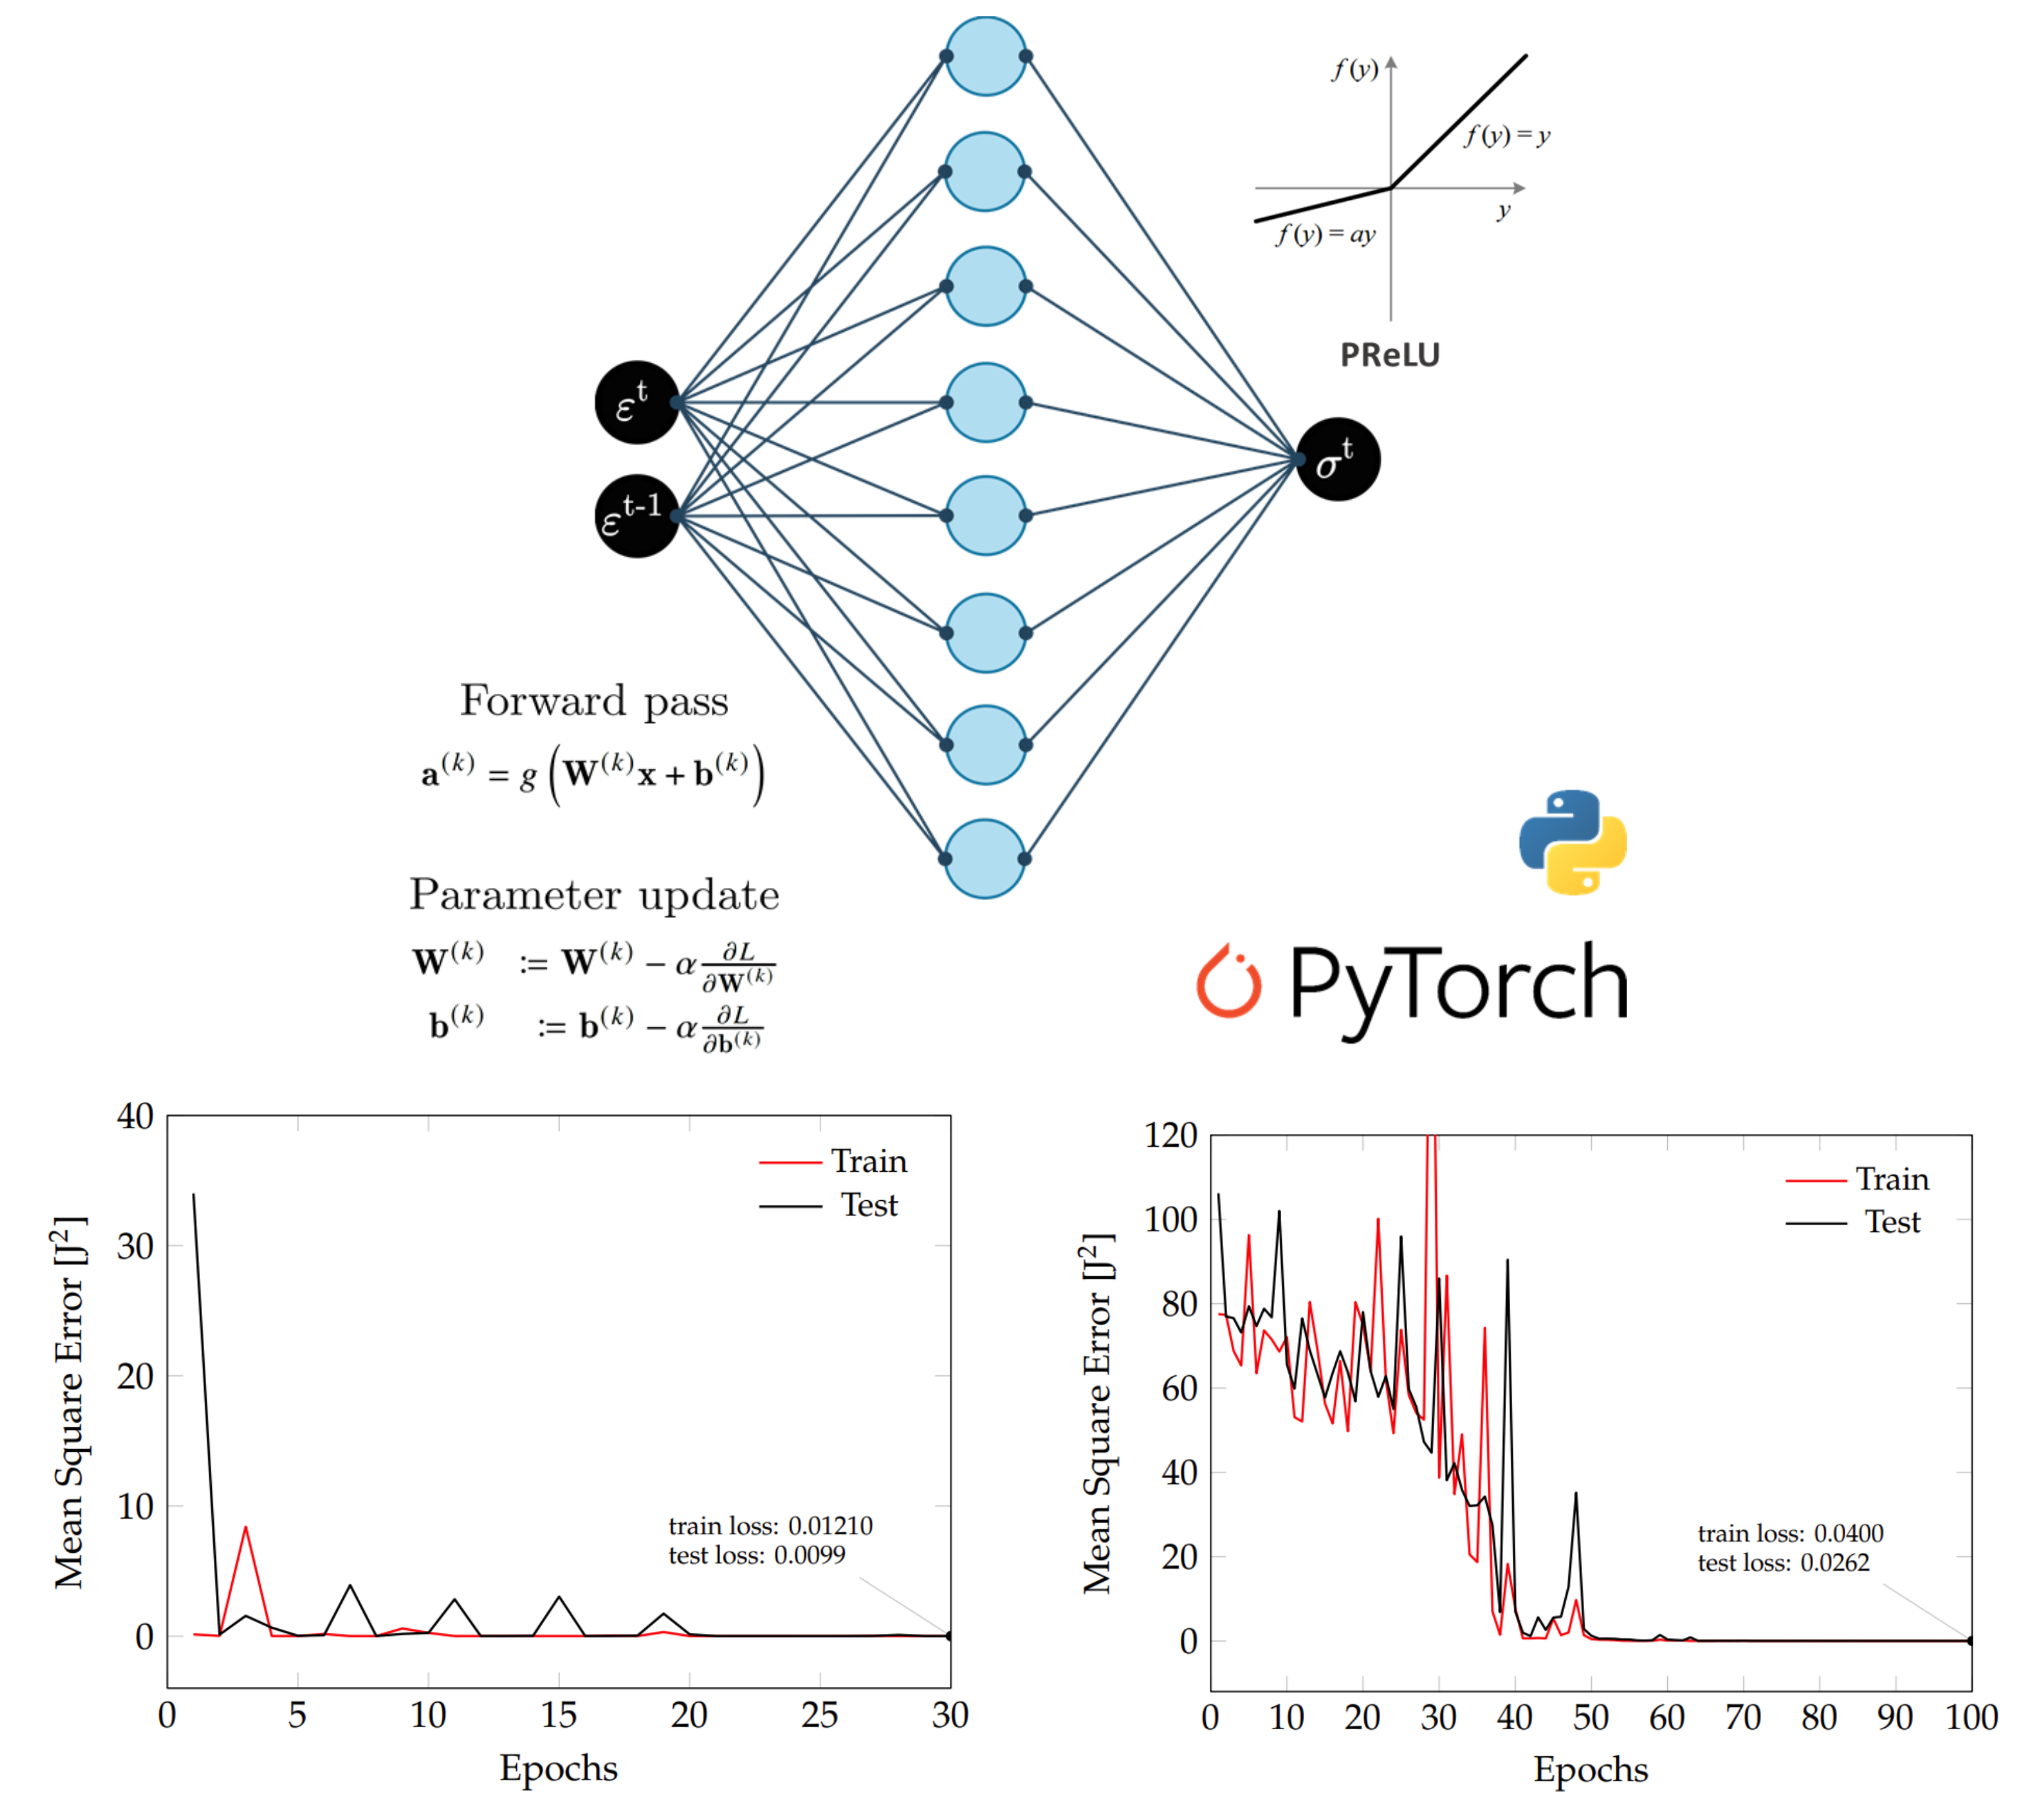 f(y)
f(y) = y
y
f(y) = ay
PReLU
ε^t
ε^{t-1}
σ^t
Forward pass
a^{(k)} = g(W^{(k)}x + b^{(k)})
Parameter update
W^{(k)} := W^{(k)} − α ∂L/∂W^{(k)}
b^{(k)} := b^{(k)} − α ∂L/∂b^{(k)}
PyTorch
40
30
20
10
0
Mean Square Error [J²]
Train
Test
train loss: 0.01210
test loss: 0.0099
0 5 10 15 20 25 30
Epochs
120
100
80
60
40
20
0
Mean Square Error [J²]
Train
Test
train loss: 0.0400
test loss: 0.0262
0 10 20 30 40 50 60 70 80 90 100
Epochs